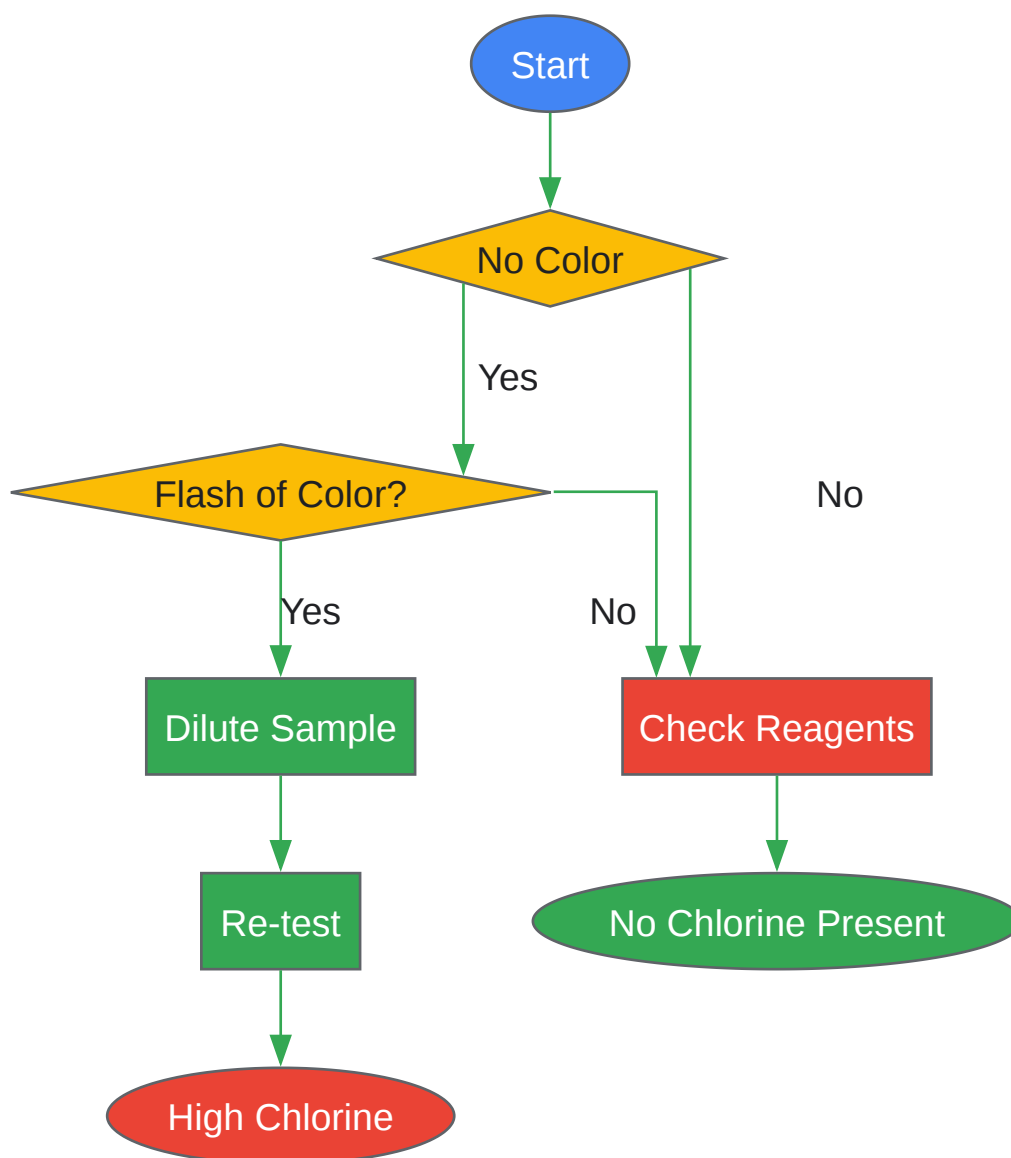 Start
No Color
Yes
Flash of Color?
No
Yes
No
Dilute Sample
Check Reagents
Re-test
No Chlorine Present
High Chlorine